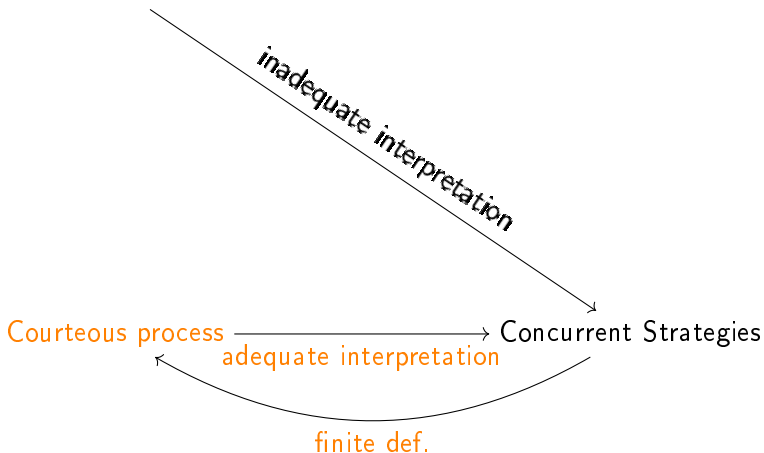 inadequate interpretation
Courteous process
Concurrent Strategies
adequate interpretation
finite def.